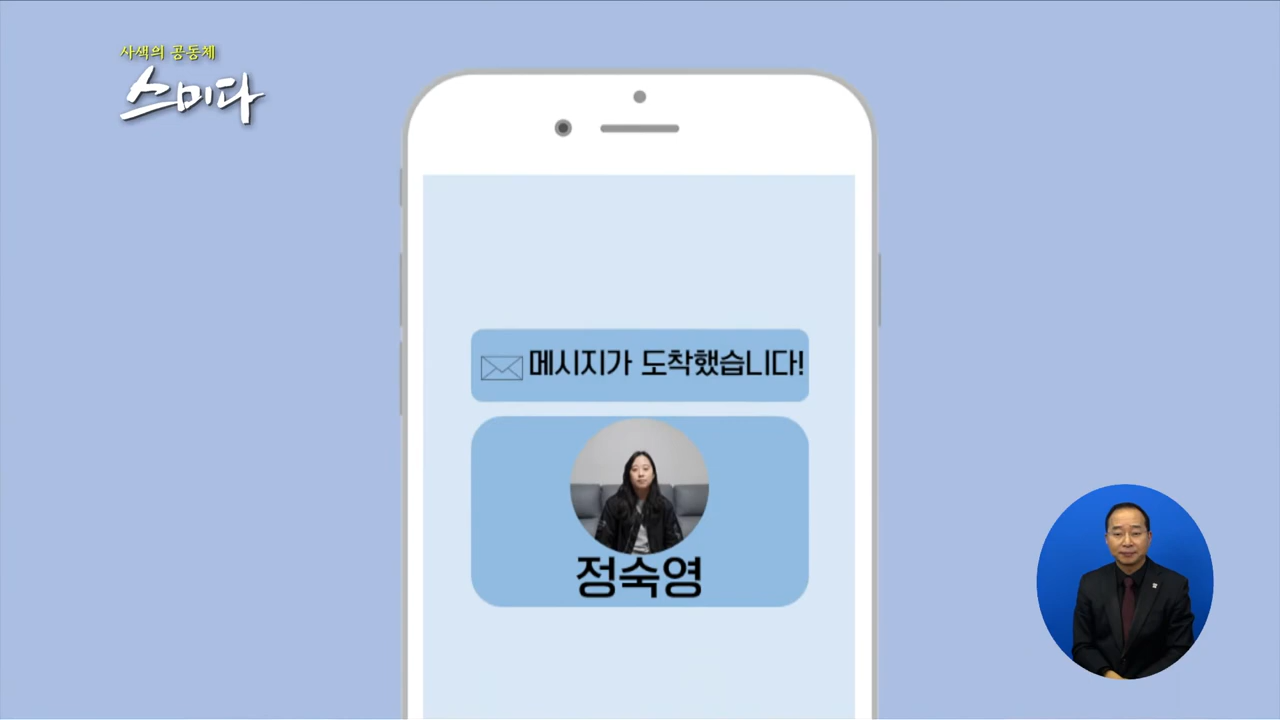 사색의 공동체
스미다
메시지가 도착했습니다!
정숙영